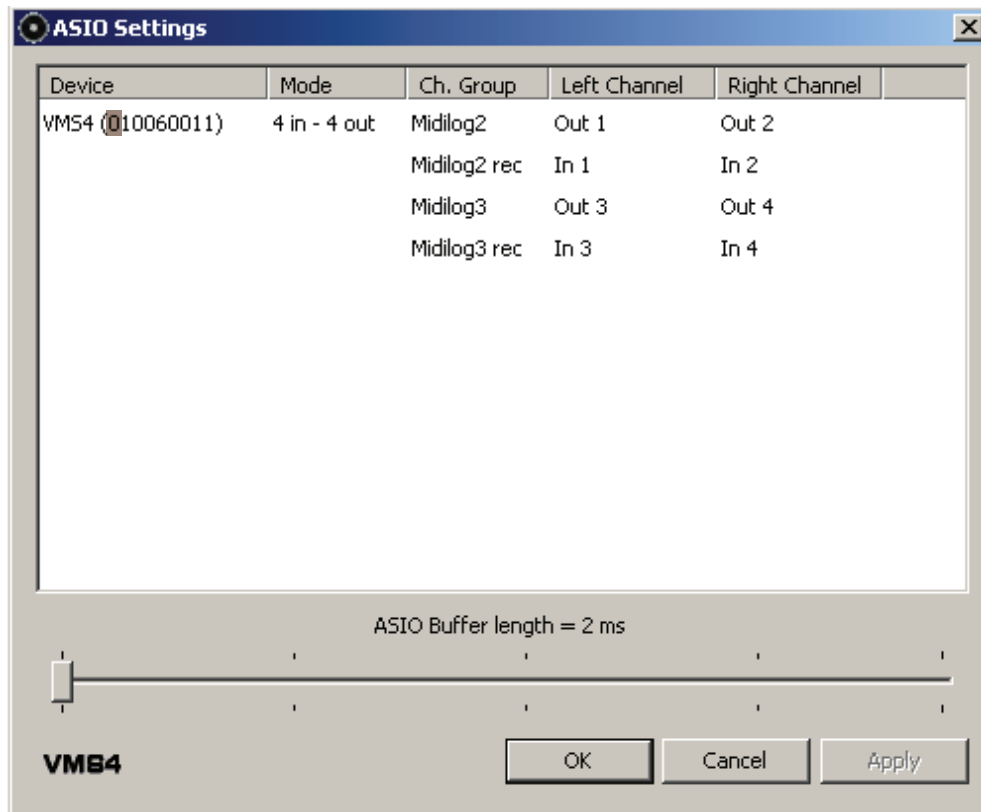 ASIO Settings
Device Mode Ch. Group Left Channel Right Channel
VMS4 (010060011) 4 in - 4 out Midilog2 Out 1 Out 2
Midilog2 rec In 1 In 2
Midilog3 Out 3 Out 4
Midilog3 rec In 3 In 4
ASIO Buffer length = 2 ms
VMS4 OK Cancel Apply